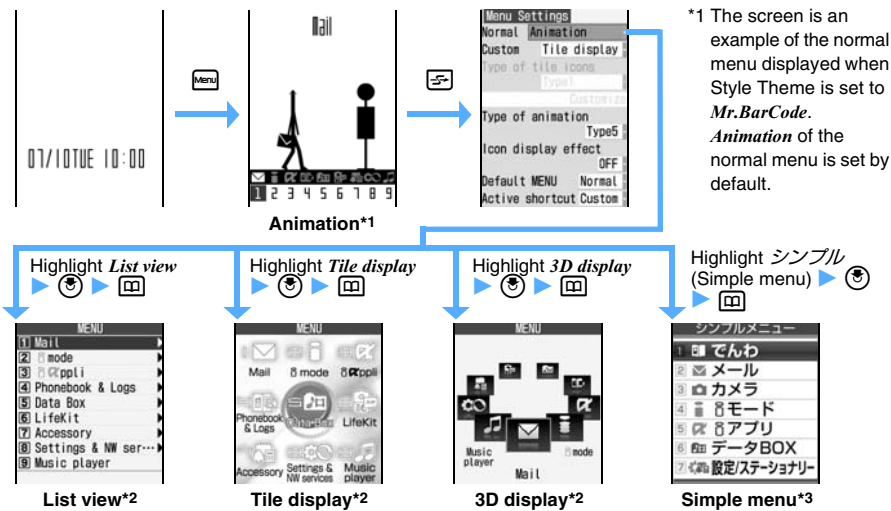 07/10TUE 10:00
Menu
Mail
1 2 3 4 5 6 7 8 9
Animation*1
Menu Settings
Normal Animation
Custom Tile display
Type of tile icons
Type1
Customize
Type of animation
Type5
Icon display effect
OFF
Default MENU Normal
Active shortcut Custom
*1 The screen is an
example of the normal
menu displayed when
Style Theme is set to
Mr.BarCode.
Animation of the
normal menu is set by
default.
Highlight List view
MENU
1 Mail
2 i mode
3 i αppli
4 Phonebook & Logs
5 Data Box
6 LifeKit
7 Accessory
8 Settings & NW ser…
9 Music player
List view*2
Highlight Tile display
MENU
Mail i mode i αppli
Phonebook
& Logs
Data Box
LifeKit
Accessory
Settings &
NW services
Music
player
Tile display*2
Highlight 3D display
MENU
Music
player
i mode
Mail
3D display*2
Highlight シンプル
(Simple menu)
シンプルメニュー
1 でんわ
2 メール
3 カメラ
4 iモード
5 iアプリ
6 データBOX
7 設定/ステーショナリー
Simple menu*3